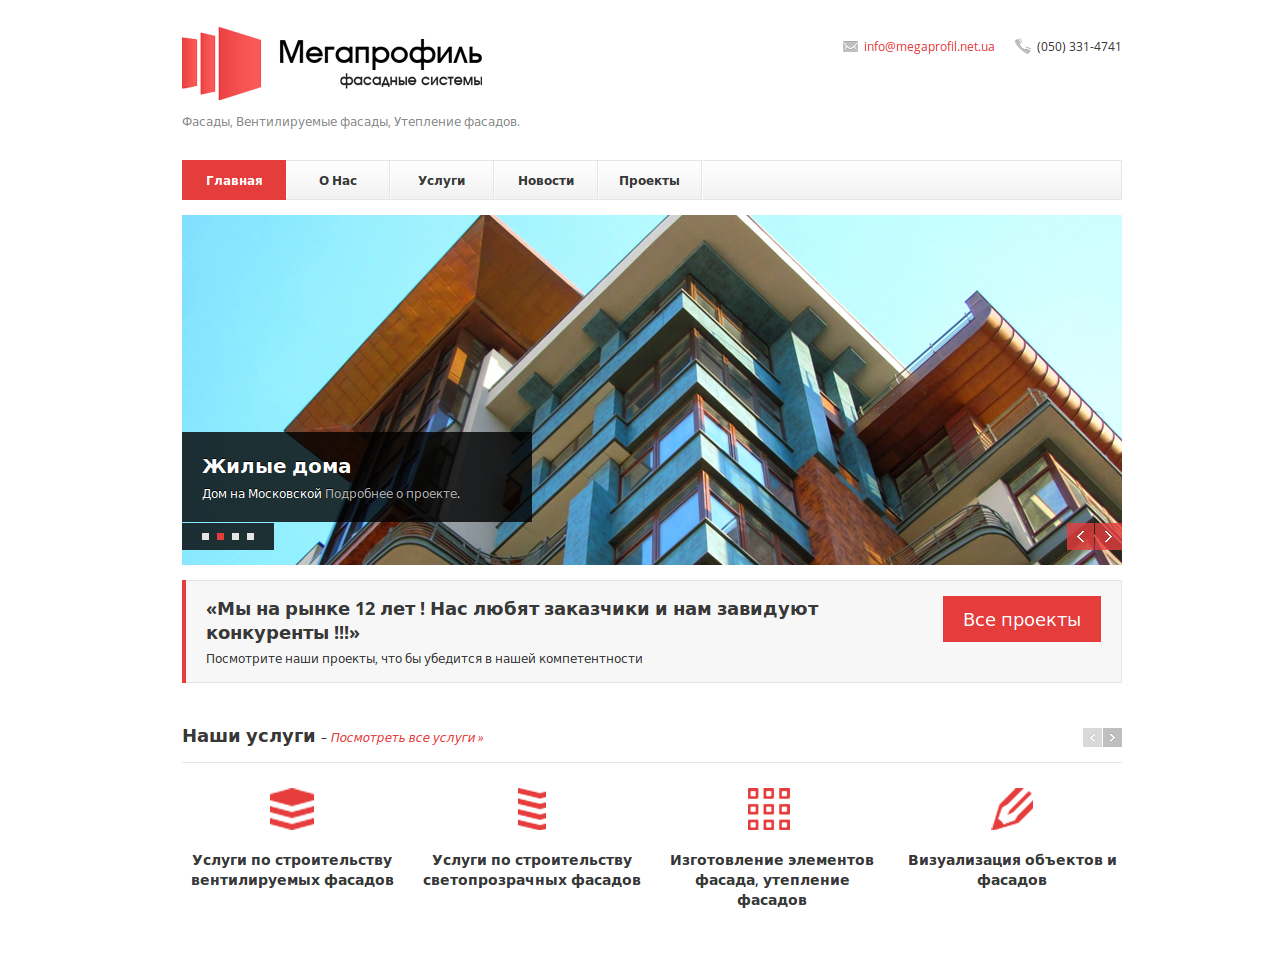 Мегапрофиль
фасадные системы
info@megaprofil.net.ua
(050) 331-4741
Фасады, Вентилируемые фасады, Утепление фасадов.
Главная
О Нас
Услуги
Новости
Проекты
Жилые дома
Дом на Московской Подробнее о проекте.
«Мы на рынке 12 лет ! Нас любят заказчики и нам завидуют
конкуренты !!!»
Посмотрите наши проекты, что бы убедится в нашей компетентности
Все проекты
Наши услуги – Посмотреть все услуги »
Услуги по строительству
вентилируемых фасадов
Услуги по строительству
светопрозрачных фасадов
Изготовление элементов
фасада, утепление
фасадов
Визуализация объектов и
фасадов